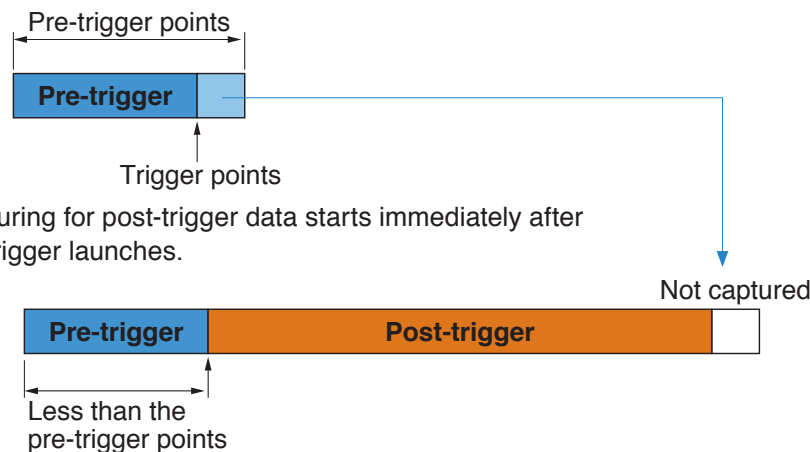 Pre-trigger points
Pre-trigger
Trigger points
uring for post-trigger data starts immediately after
rigger launches.
Not captured
Pre-trigger Post-trigger
Less than the
pre-trigger points